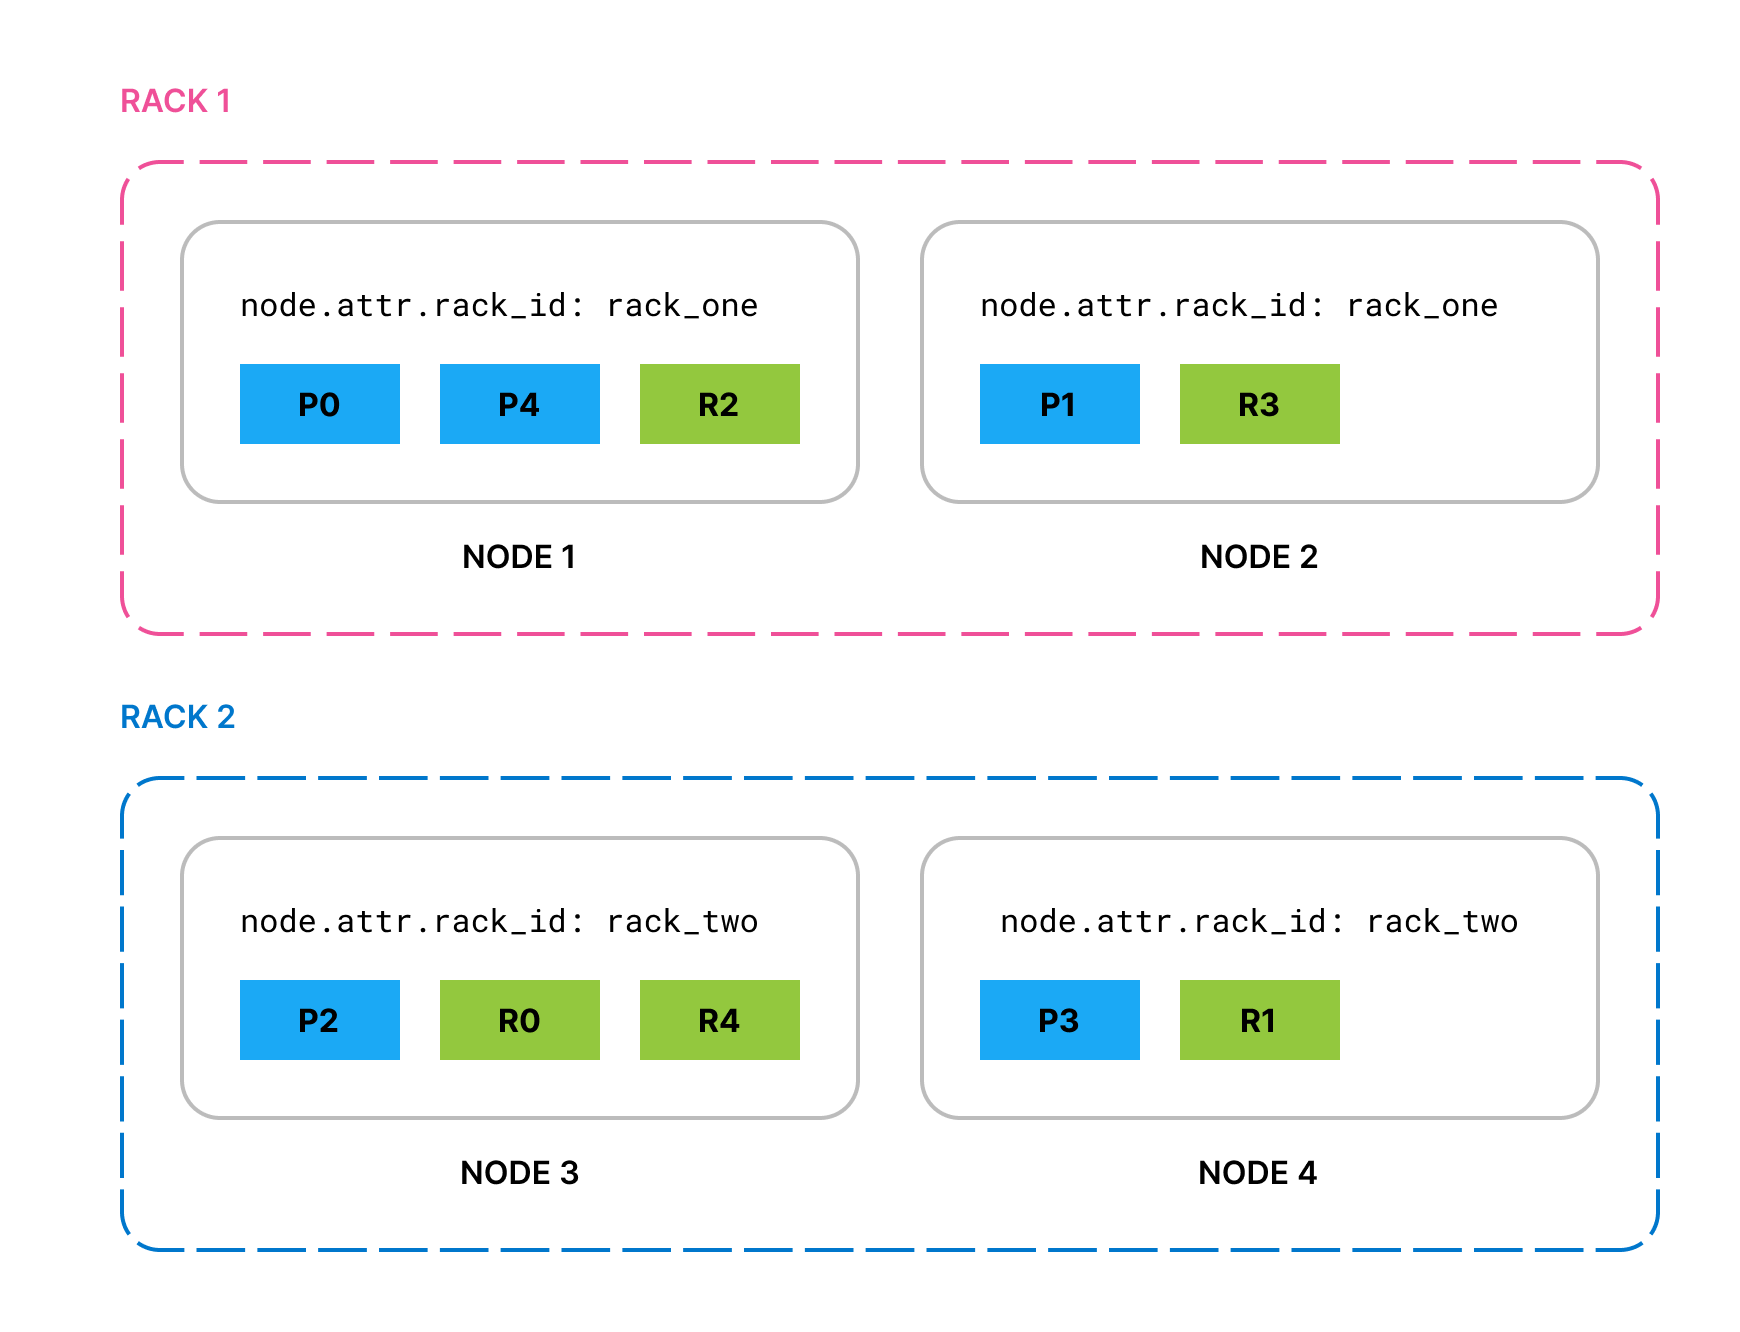 RACK 1
node.attr.rack_id: rack_one
P0 P4 R2
NODE 1
node.attr.rack_id: rack_one
P1 R3
NODE 2
RACK 2
node.attr.rack_id: rack_two
P2 R0 R4
NODE 3
node.attr.rack_id: rack_two
P3 R1
NODE 4